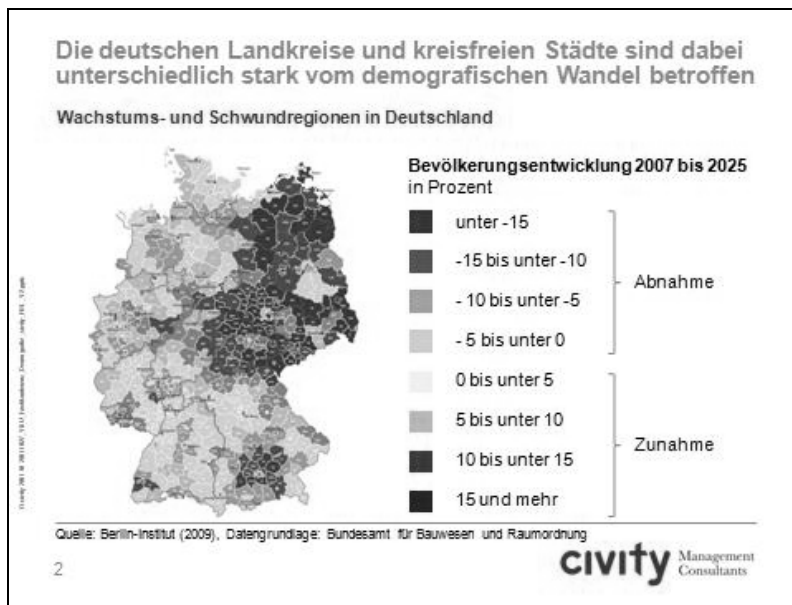 Die deutschen Landkreise und kreisfreien Städte sind dabei
unterschiedlich stark vom demografischen Wandel betroffen
Wachstums- und Schwundregionen in Deutschland
Bevölkerungsentwicklung 2007 bis 2025
in Prozent
unter -15
-15 bis unter -10
- 10 bis unter -5
- 5 bis unter 0
Abnahme
0 bis unter 5
5 bis unter 10
10 bis unter 15
15 und mehr
Zunahme
Quelle: Berlin-Institut (2009), Datengrundlage: Bundesamt für Bauwesen und Raumordnung
2
civity Management
Consultants